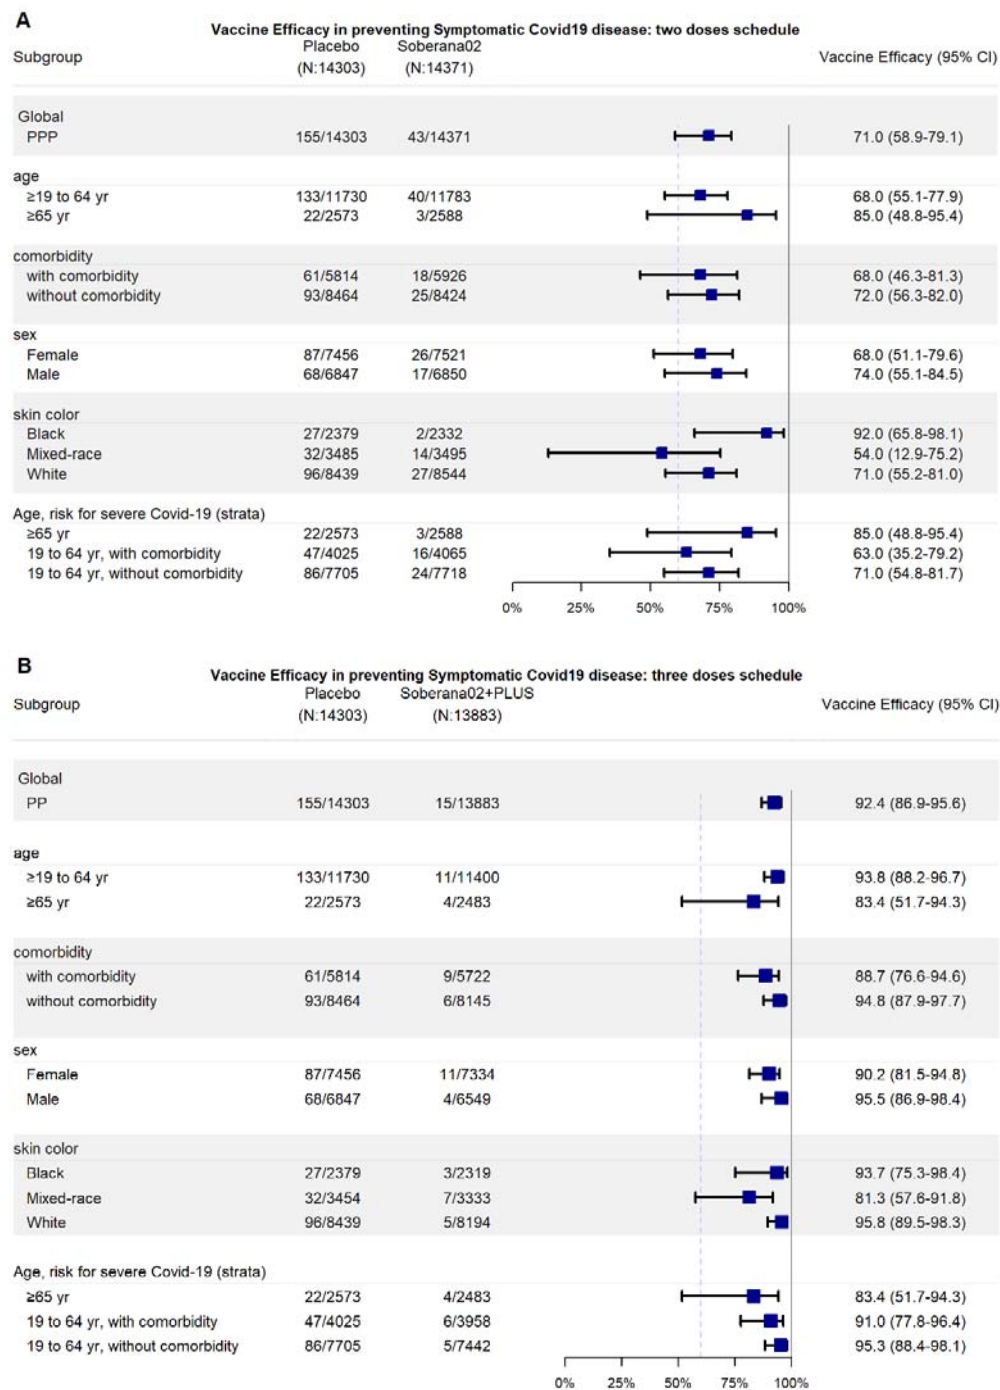 A
Vaccine Efficacy in preventing Symptomatic Covid19 disease: two doses schedule
Subgroup Placebo (N:14303) Soberana02 (N:14371) Vaccine Efficacy (95% CI)
Global
PPP 155/14303 43/14371 71.0 (58.9-79.1)
age
≥19 to 64 yr 133/11730 40/11783 68.0 (55.1-77.9)
≥65 yr 22/2573 3/2588 85.0 (48.8-95.4)
comorbidity
with comorbidity 61/5814 18/5926 68.0 (46.3-81.3)
without comorbidity 93/8464 25/8424 72.0 (56.3-82.0)
sex
Female 87/7456 26/7521 68.0 (51.1-79.6)
Male 68/6847 17/6850 74.0 (55.1-84.5)
skin color
Black 27/2379 2/2332 92.0 (65.8-98.1)
Mixed-race 32/3485 14/3495 54.0 (12.9-75.2)
White 96/8439 27/8544 71.0 (55.2-81.0)
Age, risk for severe Covid-19 (strata)
≥65 yr 22/2573 3/2588 85.0 (48.8-95.4)
19 to 64 yr, with comorbidity 47/4025 16/4065 63.0 (35.2-79.2)
19 to 64 yr, without comorbidity 86/7705 24/7718 71.0 (54.8-81.7)
0% 25% 50% 75% 100%
B
Vaccine Efficacy in preventing Symptomatic Covid19 disease: three doses schedule
Subgroup Placebo (N:14303) Soberana02+PLUS (N:13883) Vaccine Efficacy (95% CI)
Global
PP 155/14303 15/13883 92.4 (86.9-95.6)
age
≥19 to 64 yr 133/11730 11/11400 93.8 (88.2-96.7)
≥65 yr 22/2573 4/2483 83.4 (51.7-94.3)
comorbidity
with comorbidity 61/5814 9/5722 88.7 (76.6-94.6)
without comorbidity 93/8464 6/8145 94.8 (87.9-97.7)
sex
Female 87/7456 11/7334 90.2 (81.5-94.8)
Male 68/6847 4/6549 95.5 (86.9-98.4)
skin color
Black 27/2379 3/2319 93.7 (75.3-98.4)
Mixed-race 32/3454 7/3333 81.3 (57.6-91.8)
White 96/8439 5/8194 95.8 (89.5-98.3)
Age, risk for severe Covid-19 (strata)
≥65 yr 22/2573 4/2483 83.4 (51.7-94.3)
19 to 64 yr, with comorbidity 47/4025 6/3958 91.0 (77.8-96.4)
19 to 64 yr, without comorbidity 86/7705 5/7442 95.3 (88.4-98.1)
0% 25% 50% 75% 100%